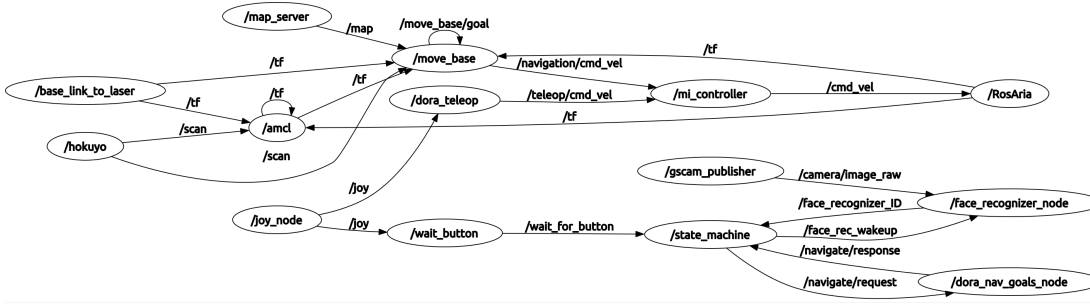 /map_server
/map
/move_base/goal
/move_base
/tf
/tf
/navigation/cmd_vel
/base_link_to_laser
/tf
/tf
/tf
/dora_teleop
/teleop/cmd_vel
/mi_controller
/cmd_vel
/RosAria
/amcl
/tf
/scan
/hokuyo
/scan
/gscam_publisher
/camera/image_raw
/joy
/face_recognizer_ID
/face_recognizer_node
/joy_node
/joy
/wait_button
/wait_for_button
/state_machine
/face_rec_wakeup
/navigate/response
/navigate/request
/dora_nav_goals_node